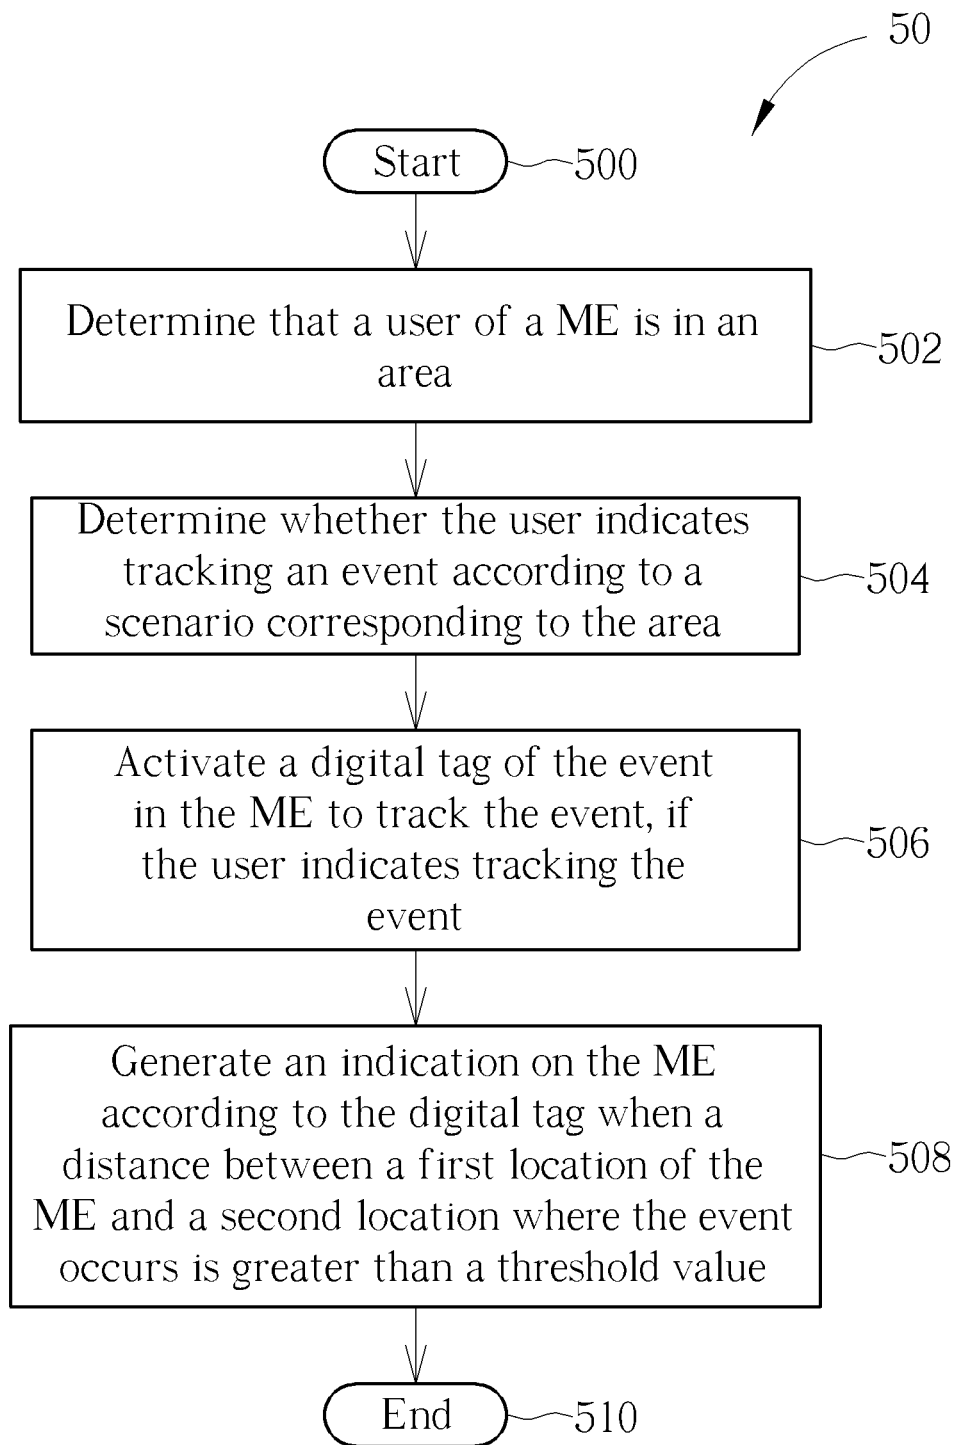 50
Start
500
Determine that a user of a ME is in an
area
502
Determine whether the user indicates
tracking an event according to a
scenario corresponding to the area
504
Activate a digital tag of the event
in the ME to track the event, if
the user indicates tracking the
event
506
Generate an indication on the ME
according to the digital tag when a
distance between a first location of the
ME and a second location where the event
occurs is greater than a threshold value
508
End
510